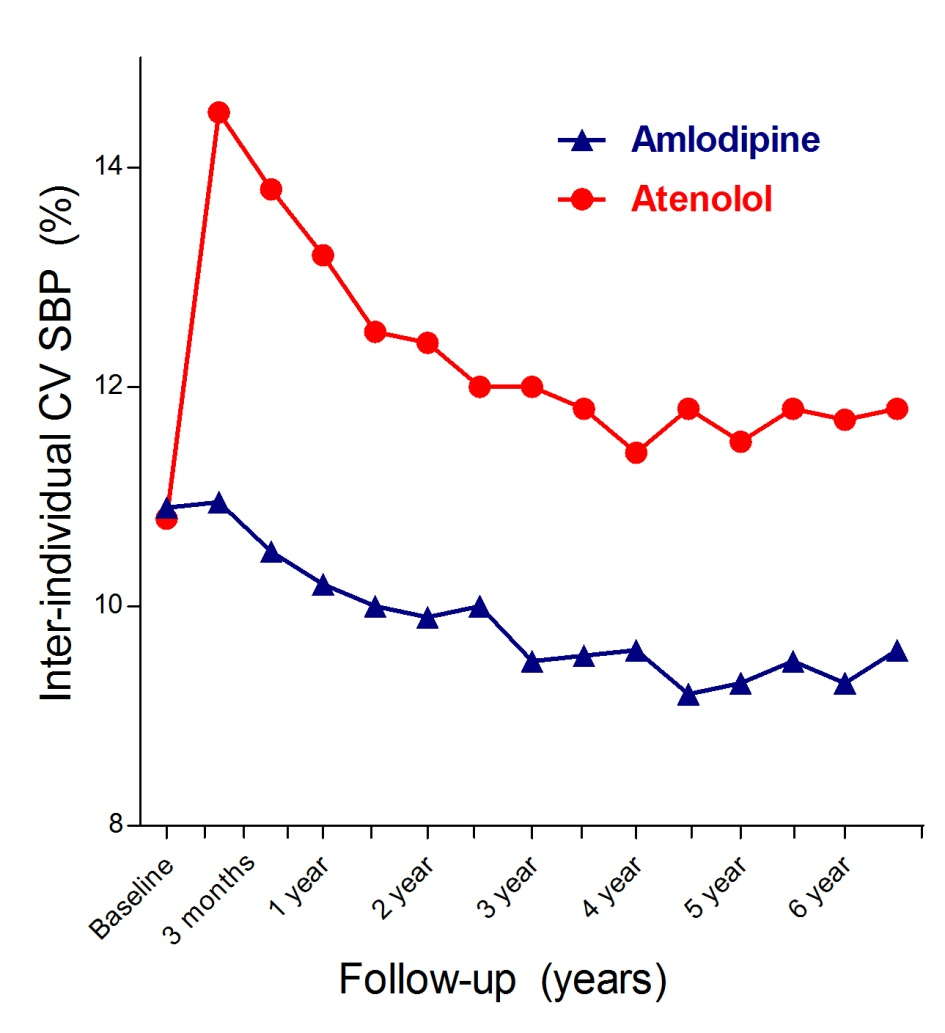 Amlodipine
Atenolol
Inter-individual CV SBP (%)
14
12
10
8
Baseline
3 months
1 year
2 year
3 year
4 year
5 year
6 year
Follow-up (years)